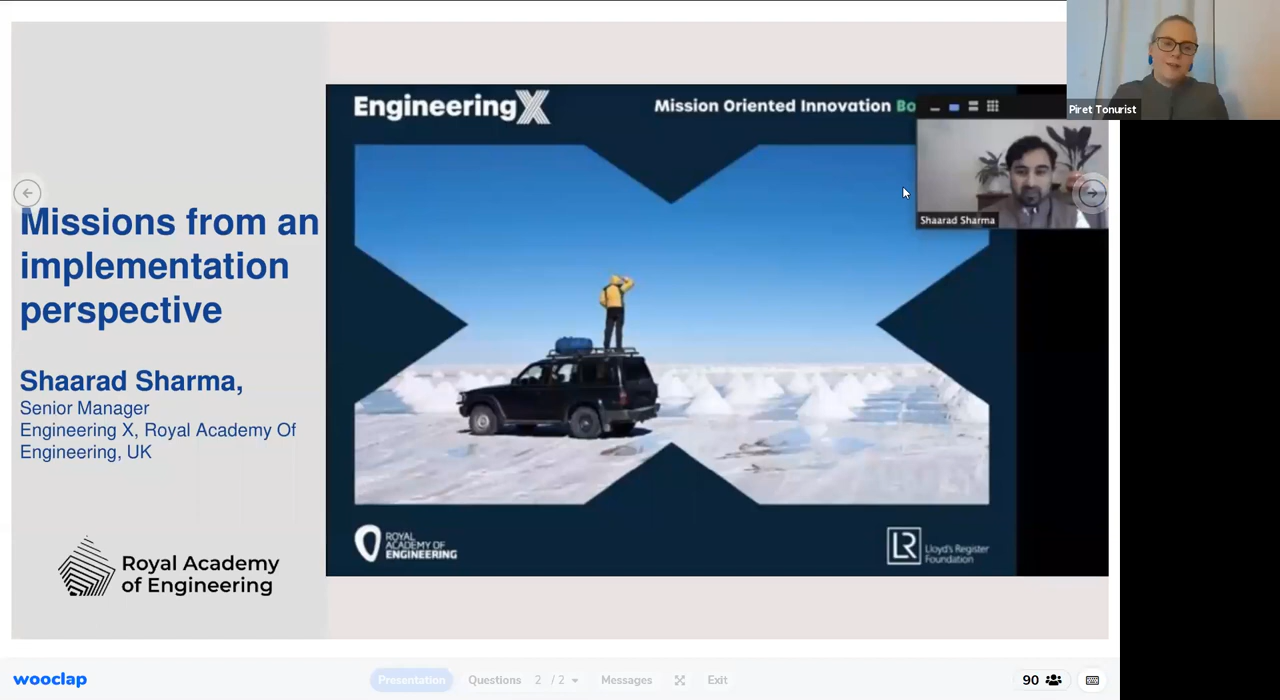 Piret Tonurist
EngineeringX
Mission Oriented Innovation Bo
Shaarad Sharma
Missions from an
implementation
perspective
Shaarad Sharma,
Senior Manager
Engineering X, Royal Academy Of
Engineering, UK
Royal Academy
of Engineering
ROYAL
ACADEMY OF
ENGINEERING
LR
Lloyd's Register
Foundation
wooclap
Presentation
Questions 2 / 2
Messages
Exit
90